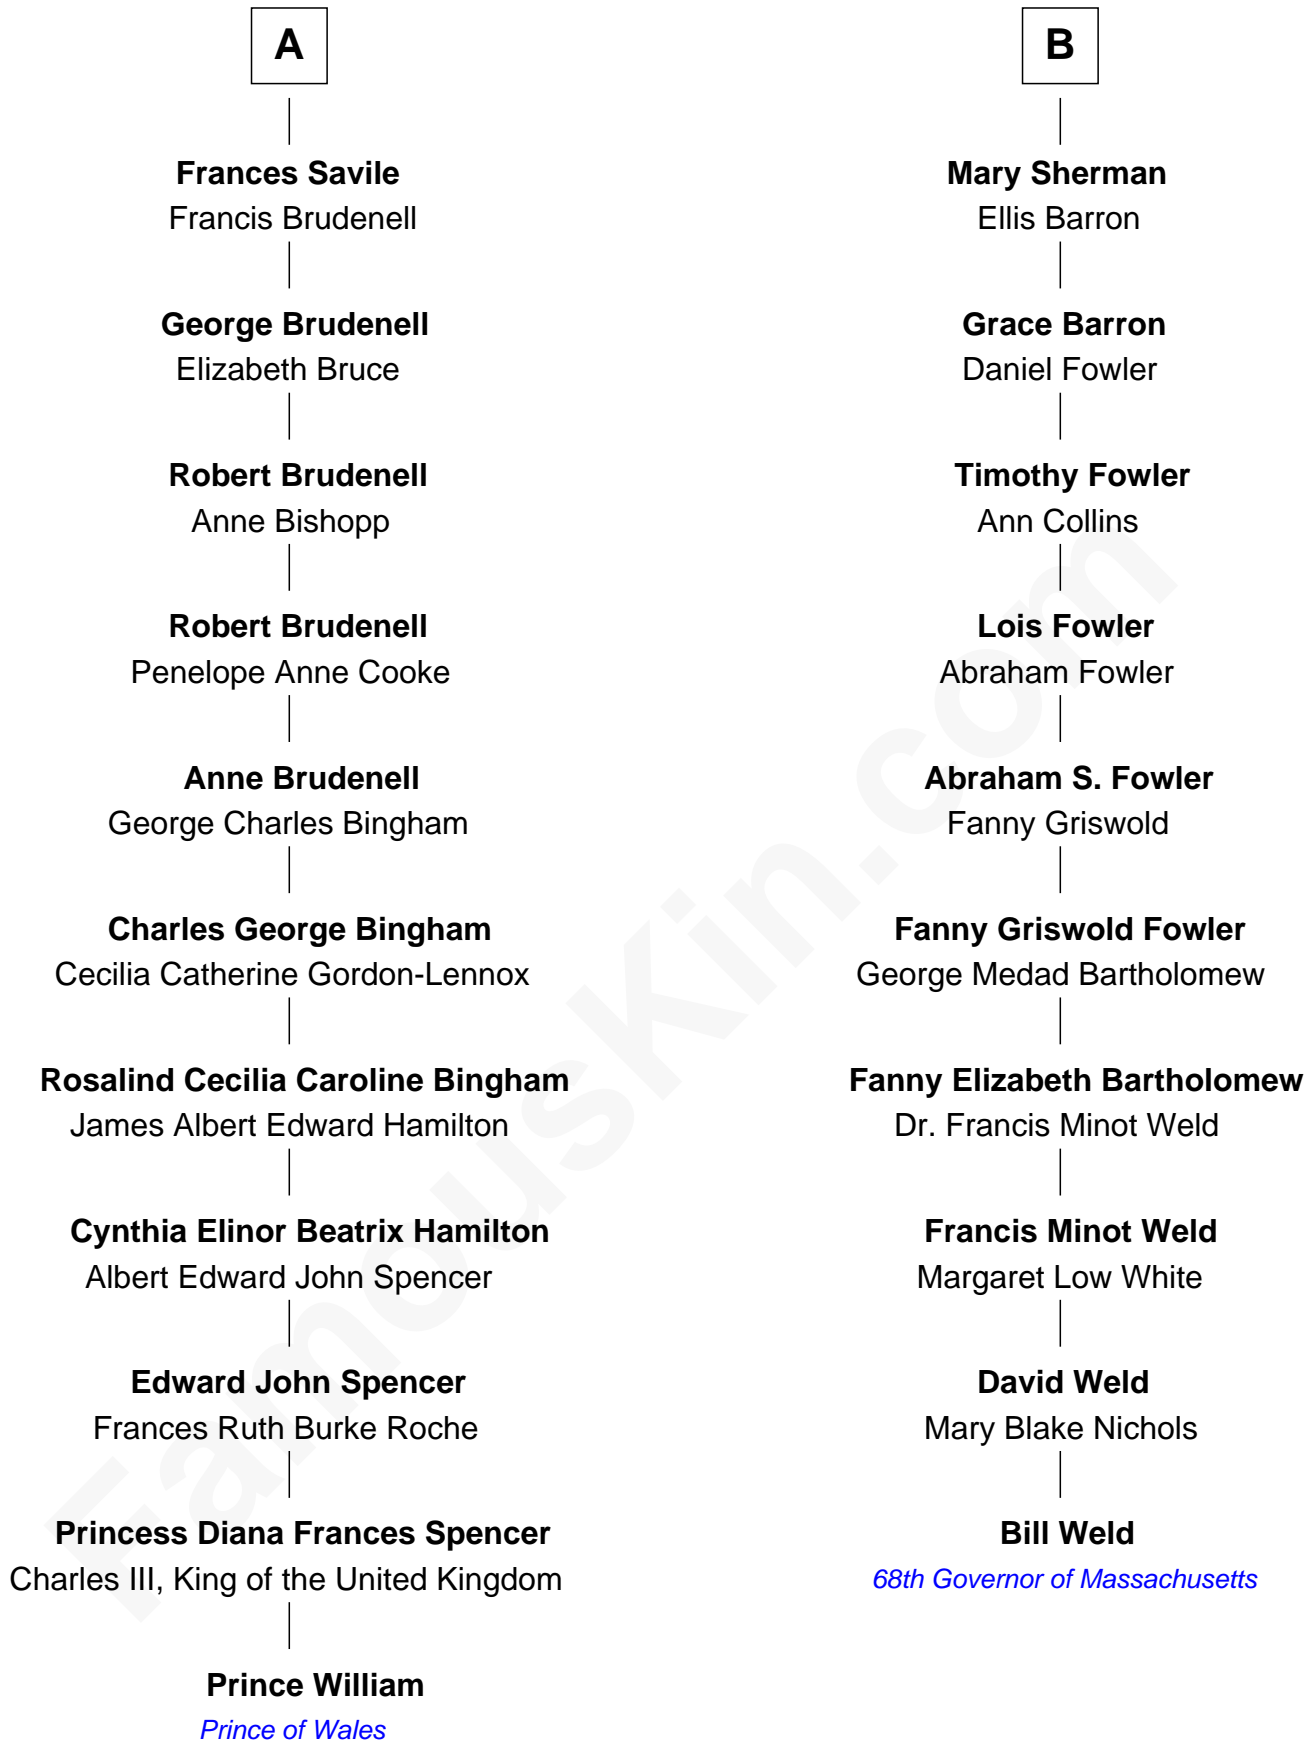 A
Frances Savile
Francis Brudenell
George Brudenell
Elizabeth Bruce
Robert Brudenell
Anne Bishopp
Robert Brudenell
Penelope Anne Cooke
Anne Brudenell
George Charles Bingham
Charles George Bingham
Cecilia Catherine Gordon-Lennox
Rosalind Cecilia Caroline Bingham
James Albert Edward Hamilton
Cynthia Elinor Beatrix Hamilton
Albert Edward John Spencer
Edward John Spencer
Frances Ruth Burke Roche
Princess Diana Frances Spencer
Charles III, King of the United Kingdom
Prince William
Prince of Wales
B
Mary Sherman
Ellis Barron
Grace Barron
Daniel Fowler
Timothy Fowler
Ann Collins
Lois Fowler
Abraham Fowler
Abraham S. Fowler
Fanny Griswold
Fanny Griswold Fowler
George Medad Bartholomew
Fanny Elizabeth Bartholomew
Dr. Francis Minot Weld
Francis Minot Weld
Margaret Low White
David Weld
Mary Blake Nichols
Bill Weld
68th Governor of Massachusetts
FamousKin.com